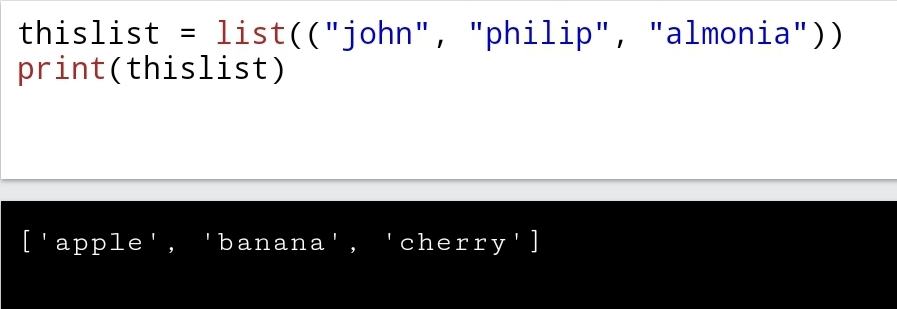 thislist = list(("john", "philip", "almonia"))
print(thislist)
['apple', 'banana', 'cherry']